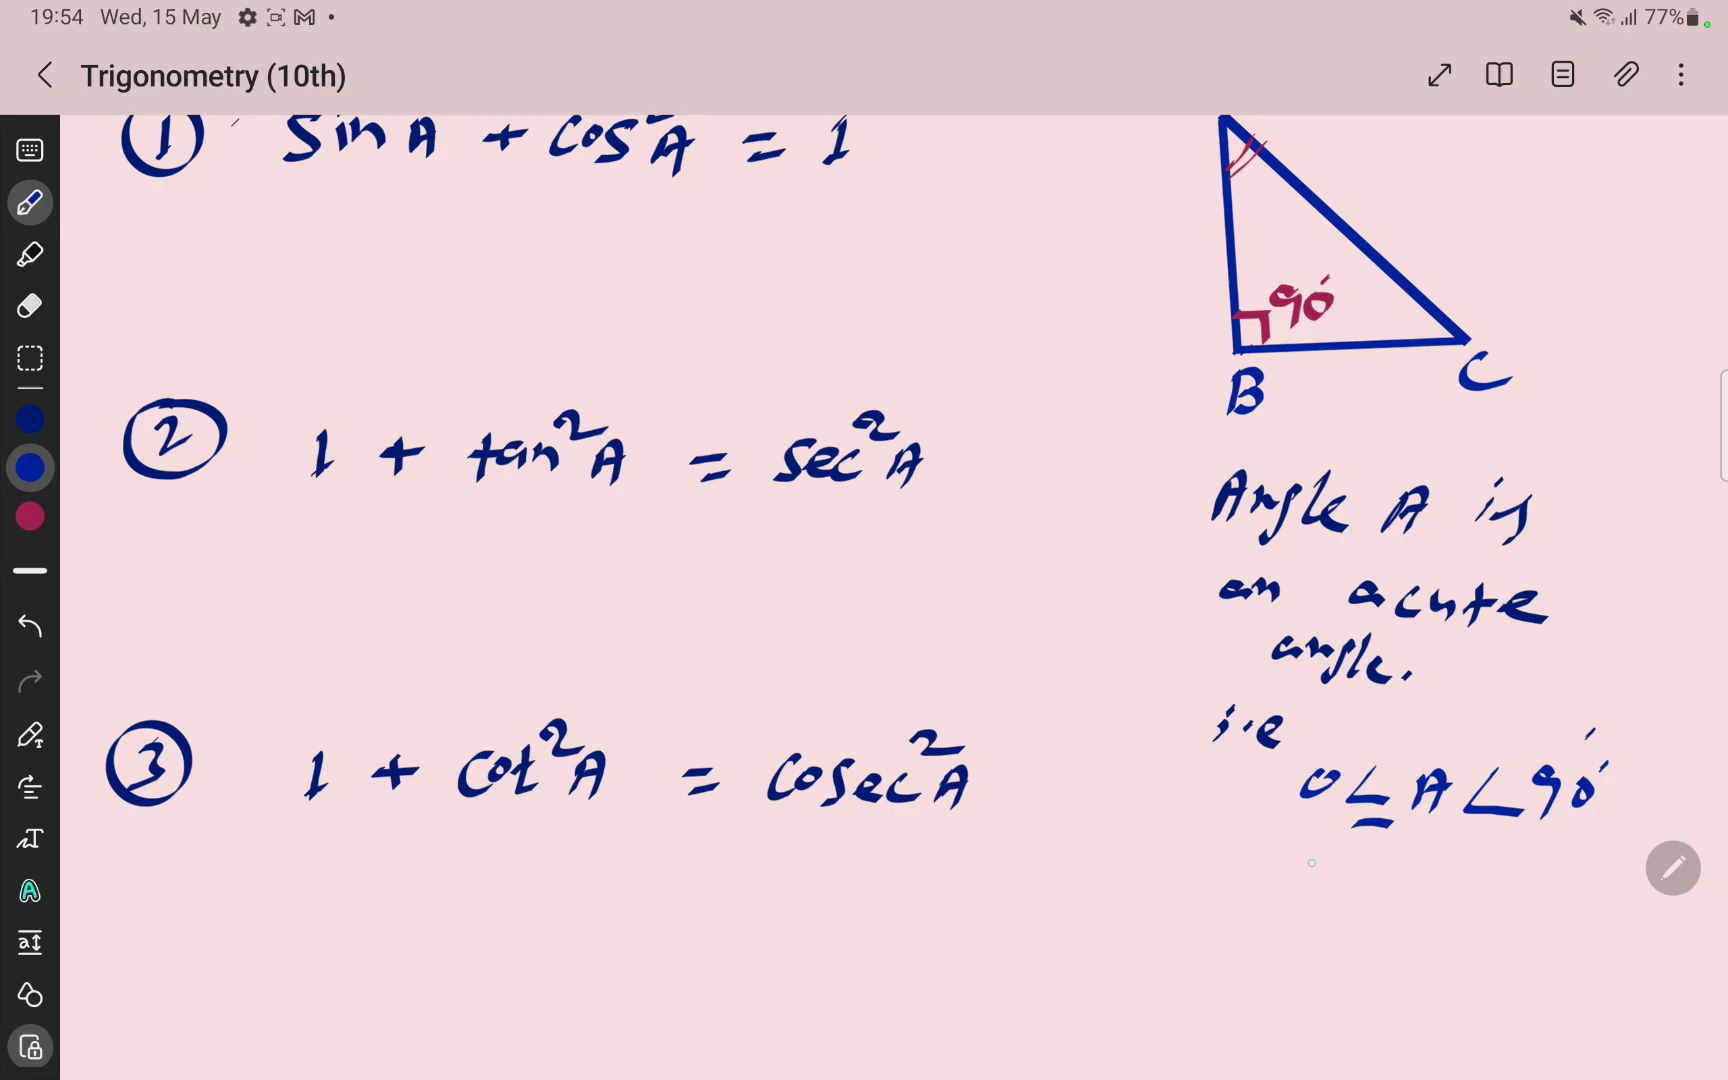 19:54 Wed, 15 May
77%
Trigonometry (10th)
① sin A + cos²A = 1
90°
B
C
② 1 + tan²A = sec²A
Angle A is
an acute
angle.
i.e
0 ≤ A < 90°
③ 1 + cot²A = cosec²A